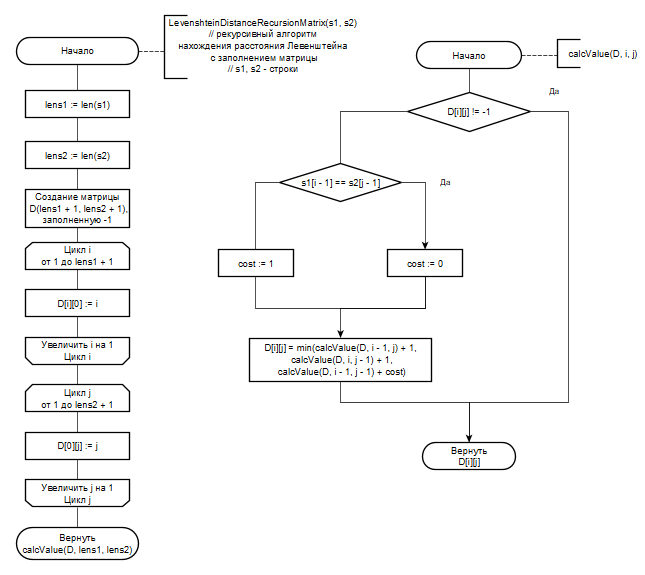 Начало
LevenshteinDistanceRecursionMatrix(s1, s2)
// рекурсивный алгоритм
нахождения расстояния Левенштейна
с заполнением матрицы
// s1, s2 - строки
lens1 := len(s1)
lens2 := len(s2)
Создание матрицы
D(lens1 + 1, lens2 + 1),
заполненную -1
Цикл i
от 1 до lens1 + 1
D[i][0] := i
Увеличить i на 1
Цикл i
Цикл j
от 1 до lens2 + 1
D[0][j] := j
Увеличить j на 1
Цикл j
Вернуть
calcValue(D, lens1, lens2)
Начало
calcValue(D, i, j)
D[i][j] != -1
Да
s1[i - 1] == s2[j - 1]
Да
cost := 1
cost := 0
D[i][j] = min(calcValue(D, i - 1, j) + 1,
calcValue(D, i, j - 1) + 1,
calcValue(D, i - 1, j - 1) + cost)
Вернуть
D[i][j]